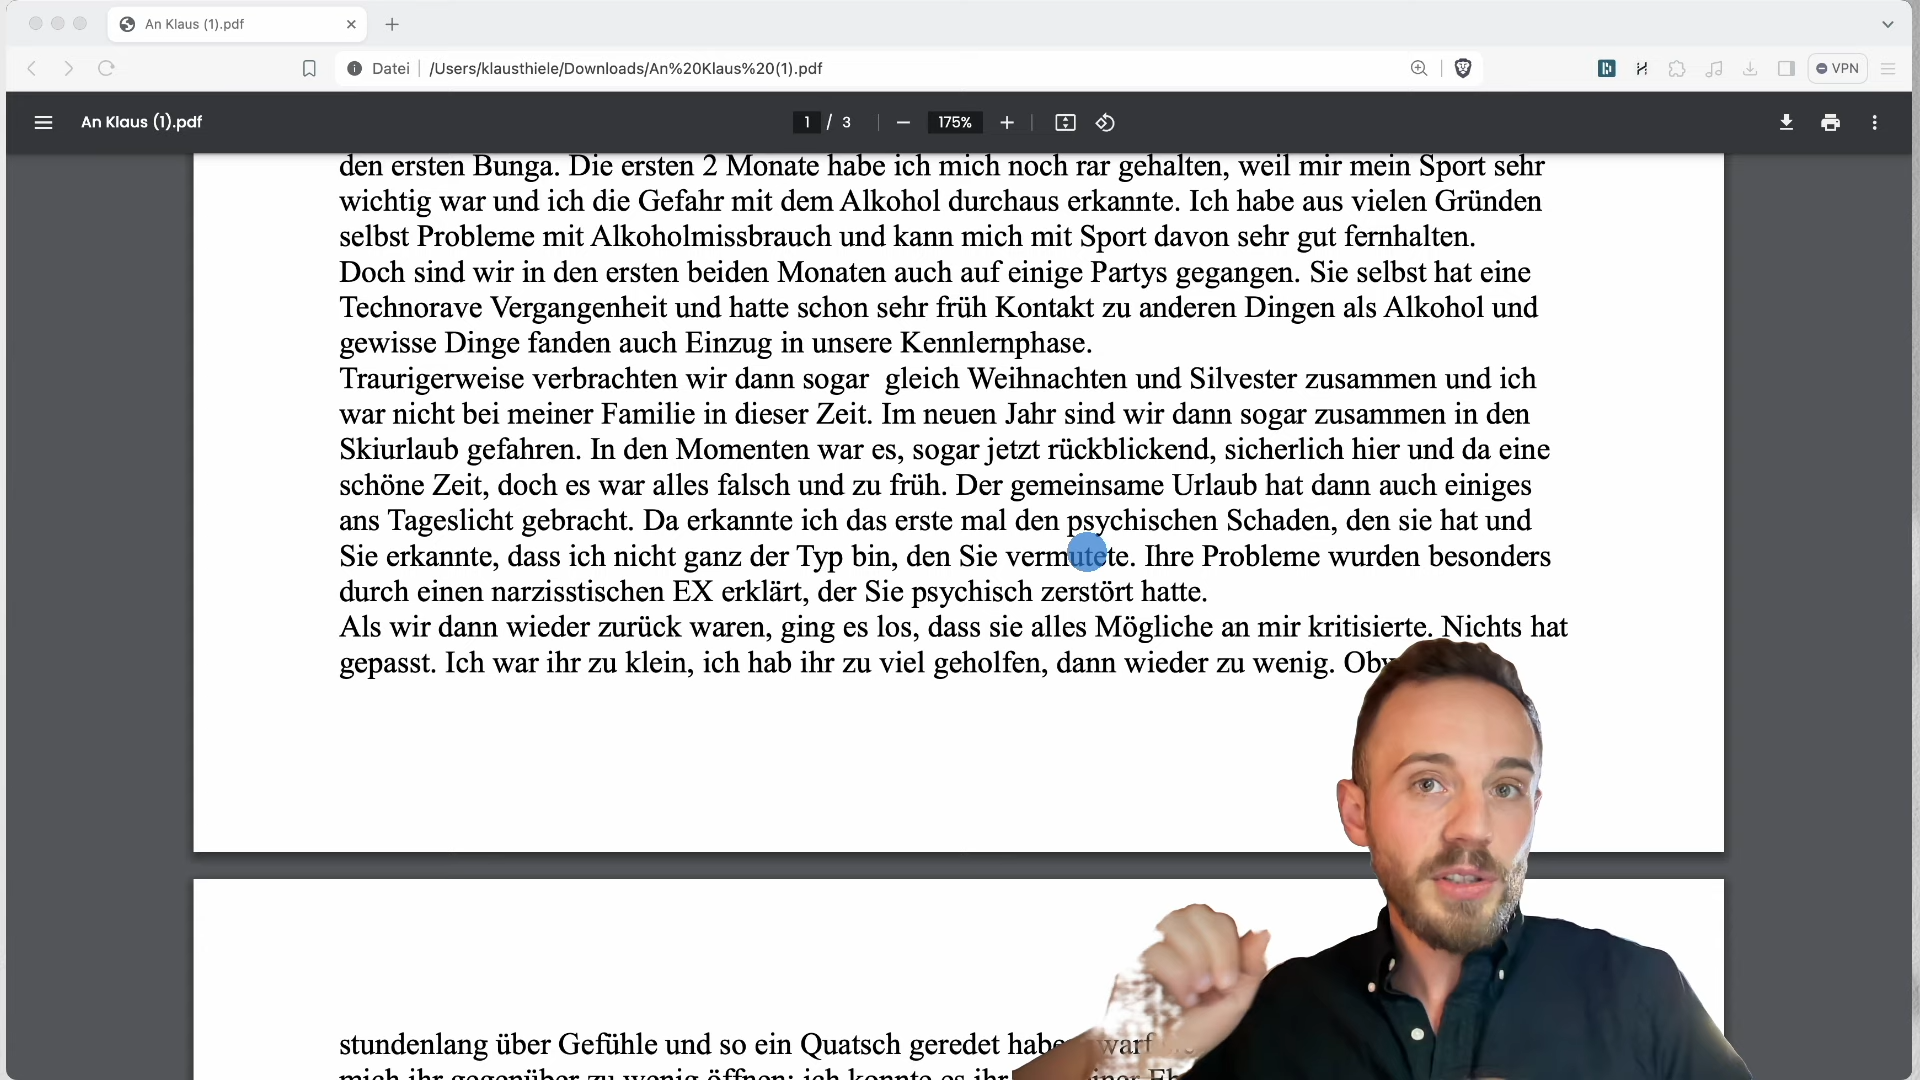 An Klaus (1).pdf
Datei | /Users/klausthiele/Downloads/An%20Klaus%20(1).pdf
VPN
An Klaus (1).pdf
1 / 3
175%
den ersten Bunga. Die ersten 2 Monate habe ich mich noch rar gehalten, weil mir mein Sport sehr
wichtig war und ich die Gefahr mit dem Alkohol durchaus erkannte. Ich habe aus vielen Gründen
selbst Probleme mit Alkoholmissbrauch und kann mich mit Sport davon sehr gut fernhalten.
Doch sind wir in den ersten beiden Monaten auch auf einige Partys gegangen. Sie selbst hat eine
Technorave Vergangenheit und hatte schon sehr früh Kontakt zu anderen Dingen als Alkohol und
gewisse Dinge fanden auch Einzug in unsere Kennlernphase.
Traurigerweise verbrachten wir dann sogar gleich Weihnachten und Silvester zusammen und ich
war nicht bei meiner Familie in dieser Zeit. Im neuen Jahr sind wir dann sogar zusammen in den
Skiurlaub gefahren. In den Momenten war es, sogar jetzt rückblickend, sicherlich hier und da eine
schöne Zeit, doch es war alles falsch und zu früh. Der gemeinsame Urlaub hat dann auch einiges
ans Tageslicht gebracht. Da erkannte ich das erste mal den psychischen Schaden, den sie hat und
Sie erkannte, dass ich nicht ganz der Typ bin, den Sie vermutete. Ihre Probleme wurden besonders
durch einen narzisstischen EX erklärt, der Sie psychisch zerstört hatte.
Als wir dann wieder zurück waren, ging es los, dass sie alles Mögliche an mir kritisierte. Nichts hat
gepasst. Ich war ihr zu klein, ich hab ihr zu viel geholfen, dann wieder zu wenig.
stundenlang über Gefühle und so ein Quatsch geredet
mich ihr gegenüber zu wenig öffnen; ich konnte es ihr